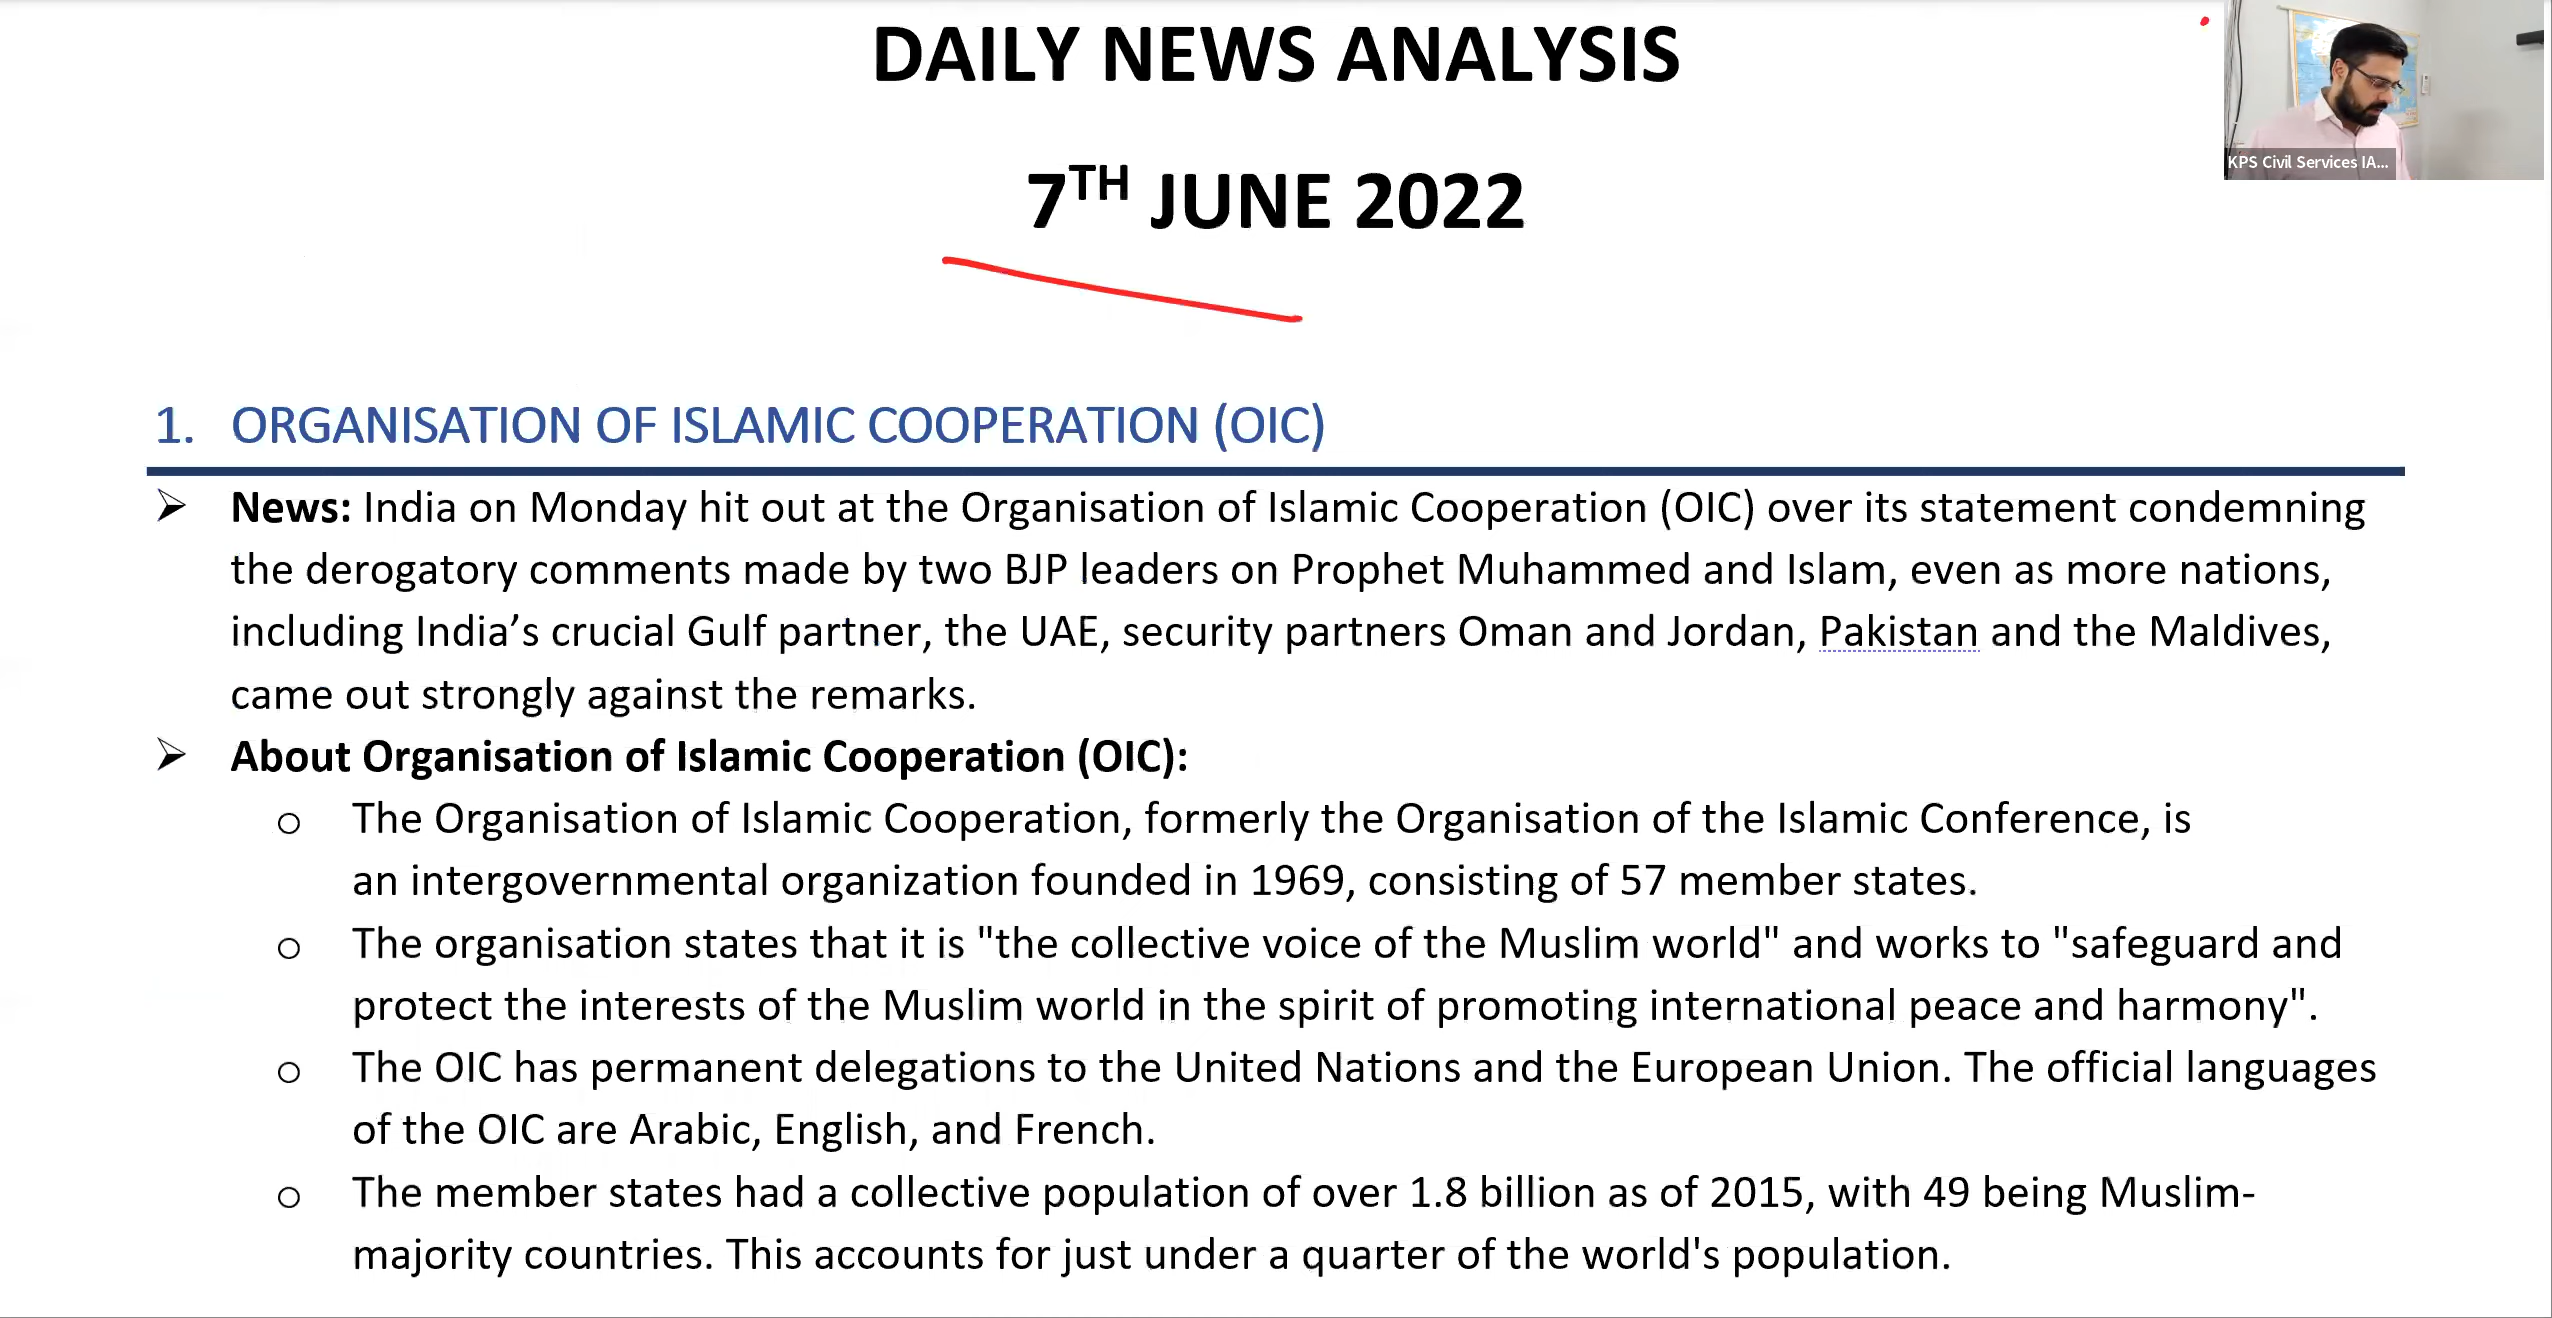 DAILY NEWS ANALYSIS
KPS Civil Services IA...
7TH JUNE 2022
1. ORGANISATION OF ISLAMIC COOPERATION (OIC)
➢ News: India on Monday hit out at the Organisation of Islamic Cooperation (OIC) over its statement condemning
the derogatory comments made by two BJP leaders on Prophet Muhammed and Islam, even as more nations,
including India’s crucial Gulf partner, the UAE, security partners Oman and Jordan, Pakistan and the Maldives,
came out strongly against the remarks.
➢ About Organisation of Islamic Cooperation (OIC):
o The Organisation of Islamic Cooperation, formerly the Organisation of the Islamic Conference, is
an intergovernmental organization founded in 1969, consisting of 57 member states.
o The organisation states that it is "the collective voice of the Muslim world" and works to "safeguard and
protect the interests of the Muslim world in the spirit of promoting international peace and harmony".
o The OIC has permanent delegations to the United Nations and the European Union. The official languages
of the OIC are Arabic, English, and French.
o The member states had a collective population of over 1.8 billion as of 2015, with 49 being Muslim-
majority countries. This accounts for just under a quarter of the world's population.